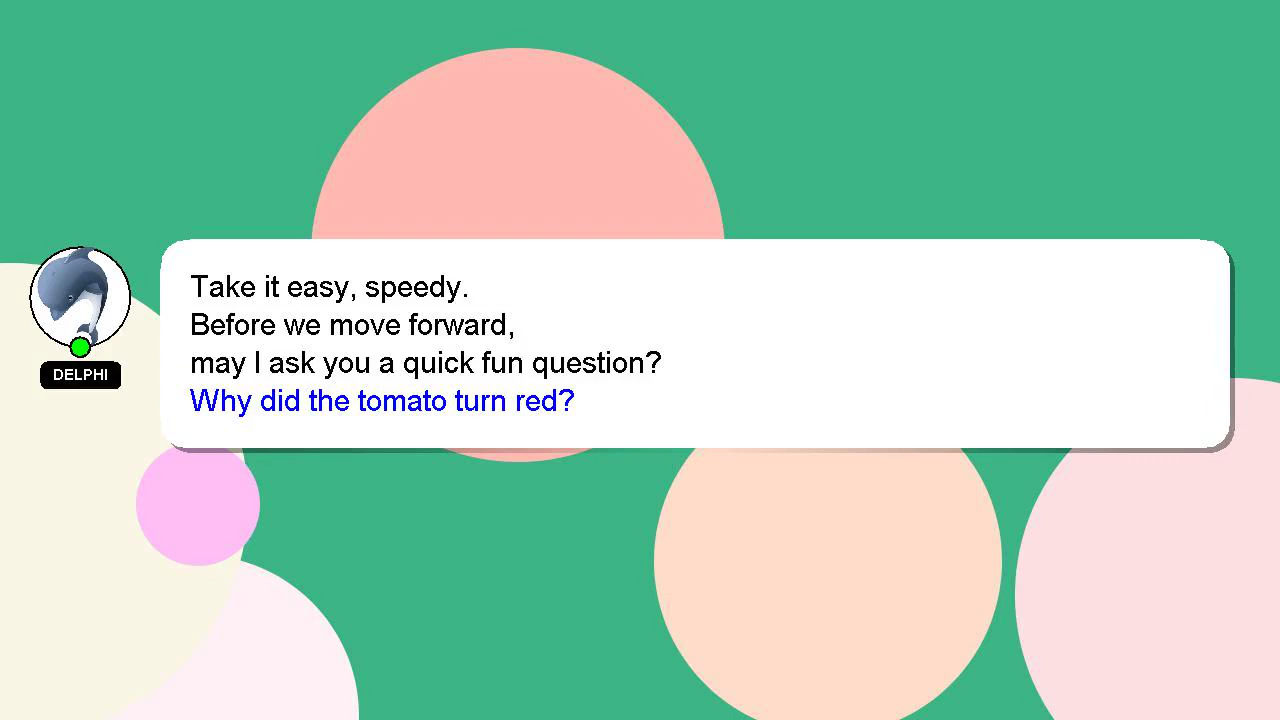 Take it easy, speedy.
Before we move forward,
may I ask you a quick fun question?
Why did the tomato turn red?
DELPHI